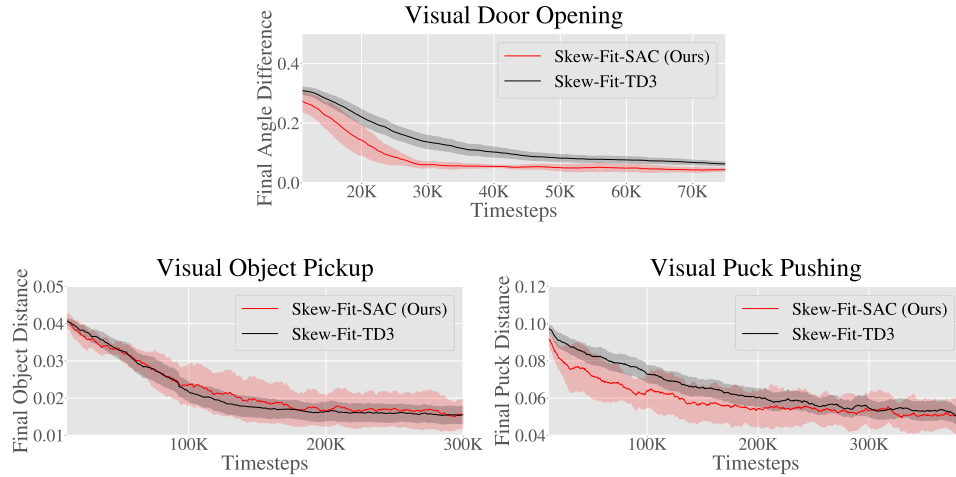 Visual Door Opening
Final Angle Difference
0.4
0.2
0.0
Skew-Fit-SAC (Ours)
Skew-Fit-TD3
20K 30K 40K 50K 60K 70K
Timesteps
Visual Object Pickup
Final Object Distance
0.05
0.04
0.03
0.02
0.01
Skew-Fit-SAC (Ours)
Skew-Fit-TD3
100K 200K 300K
Timesteps
Visual Puck Pushing
Final Puck Distance
0.12
0.10
0.08
0.06
0.04
Skew-Fit-SAC (Ours)
Skew-Fit-TD3
100K 200K 300K
Timesteps